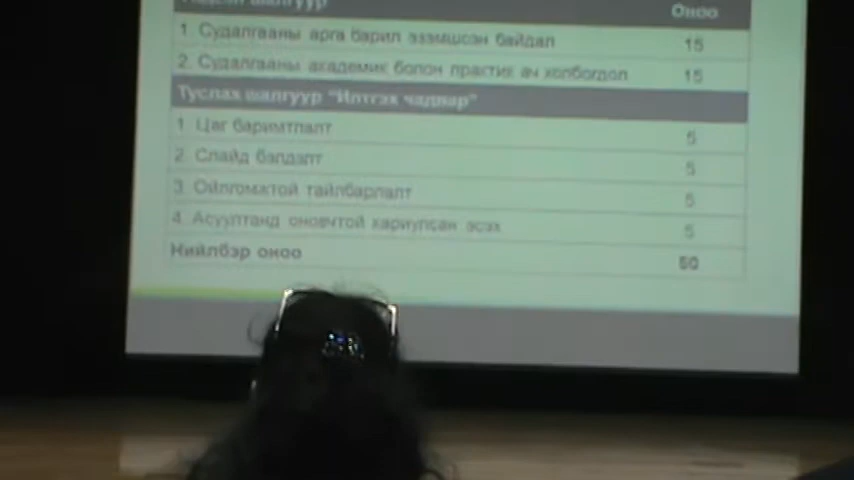 шалгуур Оноо
1. Судалгааны арга барил эзэмшсэн байдал 15
2. Судалгааны академик болон практик ач холбогдол 15
Туслах шалгуур "Илтгэх чадвар"
1. Цаг баримтлалт 5
2. Слайд бэлдэлт 5
3. Ойлгомжтой тайлбарлалт 5
4. Асуултанд оновчтой хариулсан эсэх 5
Нийлбэр оноо 50